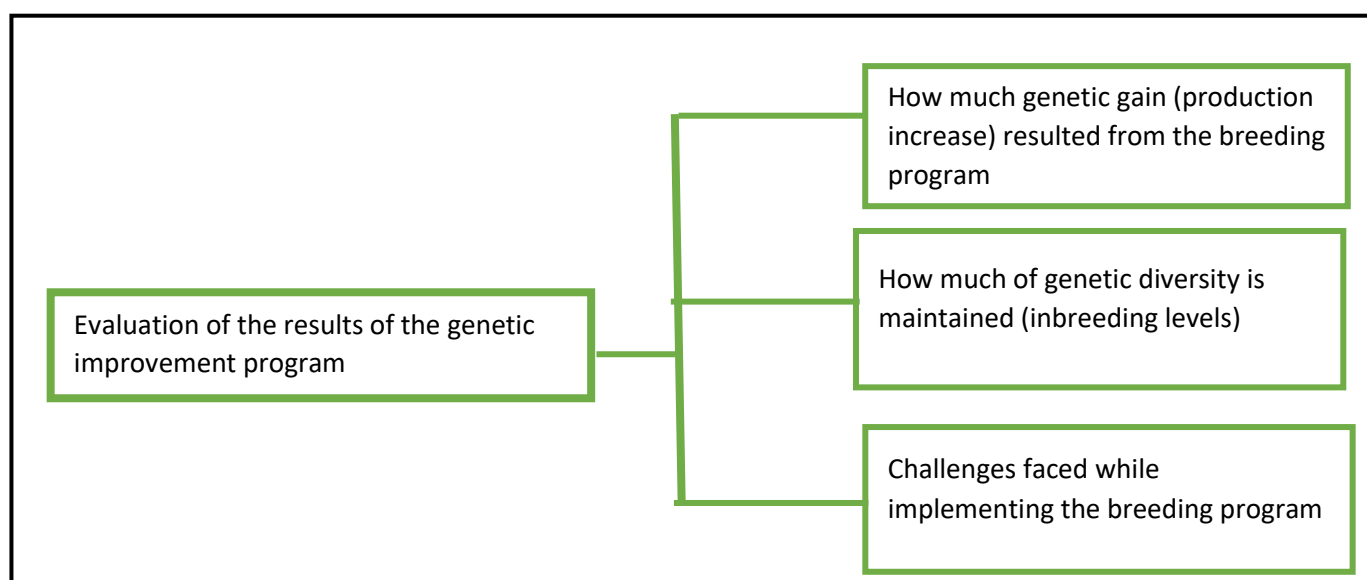 How much genetic gain (production
increase) resulted from the breeding
program
How much of genetic diversity is
maintained (inbreeding levels)
Evaluation of the results of the genetic
improvement program
Challenges faced while
implementing the breeding program